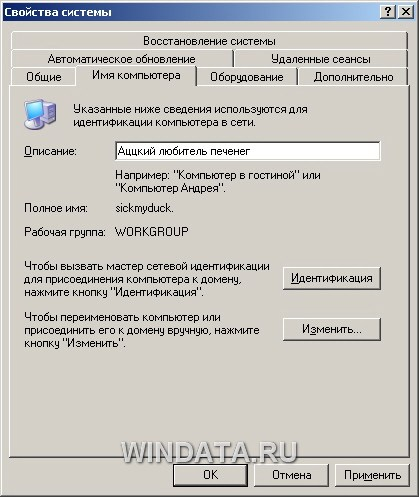 Свойства системы
Восстановление системы
Автоматическое обновление
Удаленные сеансы
Общие
Имя компьютера
Оборудование
Дополнительно
Указанные ниже сведения используются для
идентификации компьютера в сети.
Описание:
Аццкий любитель печенег
Например: "Компьютер в гостиной" или
"Компьютер Андрея".
Полное имя:
sickmyduck.
Рабочая группа:
WORKGROUP
Чтобы вызвать мастер сетевой идентификации
для присоединения компьютера к домену,
нажмите кнопку "Идентификация".
Идентификация
Чтобы переименовать компьютер или
присоединить его к домену вручную, нажмите
кнопку "Изменить".
Изменить...
WINDATA.RU
OK
Отмена
Применить